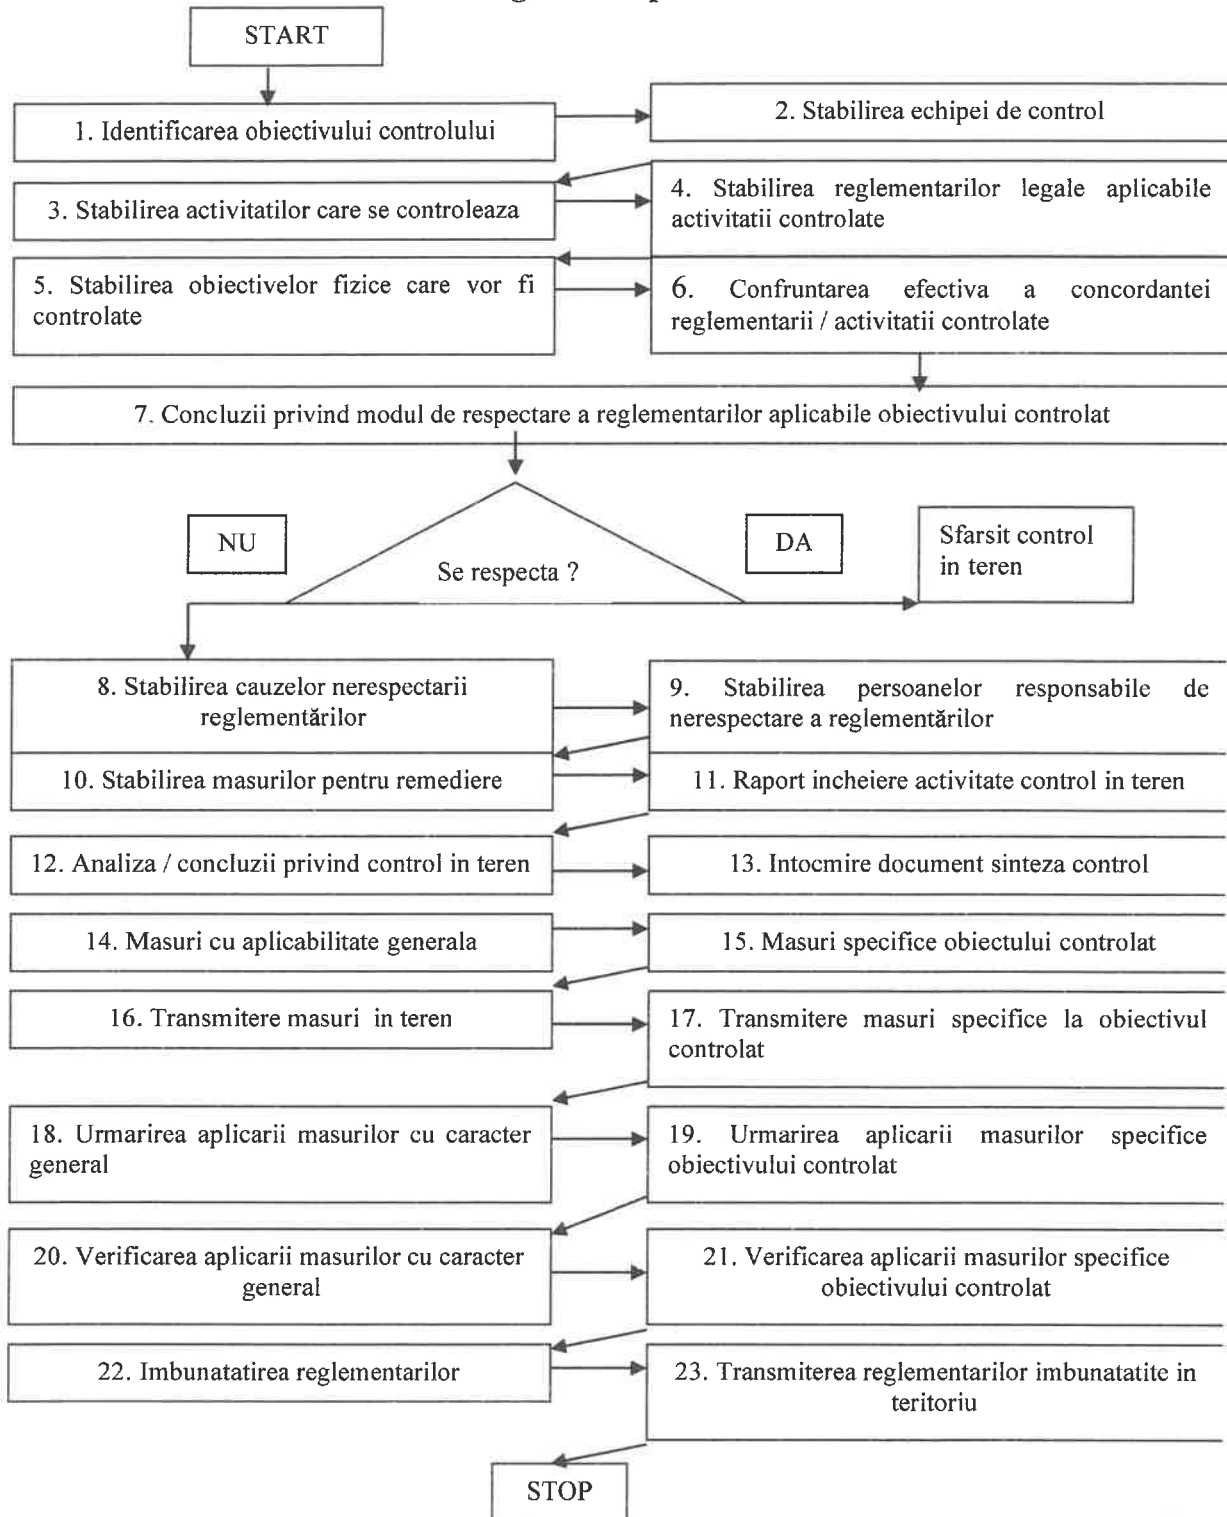 START
1. Identificarea obiectivului controlului
2. Stabilirea echipei de control
3. Stabilirea activitatilor care se controleaza
4. Stabilirea reglementarilor legale aplicabile
activitatii controlate
5. Stabilirea obiectivelor fizice care vor fi
controlate
6. Confruntarea efectiva a concordantei
reglementarii / activitatii controlate
7. Concluzii privind modul de respectare a reglementarilor aplicabile obiectivului controlat
NU
Se respecta ?
DA
Sfarsit control
in teren
8. Stabilirea cauzelor nerespectarii
reglementărilor
9. Stabilirea persoanelor responsabile de
nerespectare a reglementărilor
10. Stabilirea masurilor pentru remediere
11. Raport incheiere activitate control in teren
12. Analiza / concluzii privind control in teren
13. Intocmire document sinteza control
14. Masuri cu aplicabilitate generala
15. Masuri specifice obiectului controlat
16. Transmitere masuri in teren
17. Transmitere masuri specifice la obiectivul
controlat
18. Urmarirea aplicarii masurilor cu caracter
general
19. Urmarirea aplicarii masurilor specifice
obiectivului controlat
20. Verificarea aplicarii masurilor cu caracter
general
21. Verificarea aplicarii masurilor specifice
obiectivului controlat
22. Imbunatatirea reglementarilor
23. Transmiterea reglementarilor imbunatatite in
teritoriu
STOP